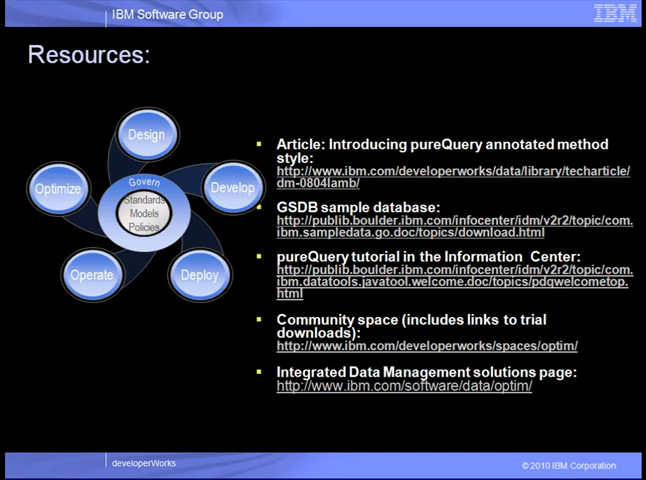 IBM Software Group
IBM
Resources:
Design
Optimize
Govern
Develop
Standards
Models
Policies
Operate
Deploy
Article: Introducing pureQuery annotated method
style:
http://www.ibm.com/developerworks/data/library/techarticle/
dm-0804lamb/
GSDB sample database:
http://publib.boulder.ibm.com/infocenter/idm/v2r2/topic/com.
ibm.sampledata.go.doc/topics/download.html
pureQuery tutorial in the Information Center:
http://publib.boulder.ibm.com/infocenter/idm/v2r2/topic/com.
ibm.datatools.javatool.welcome.doc/topics/pdqwelcometop.
html
Community space (includes links to trial
downloads):
http://www.ibm.com/developerworks/spaces/optim/
Integrated Data Management solutions page:
http://www.ibm.com/software/data/optim/
developerWorks
© 2010 IBM Corporation